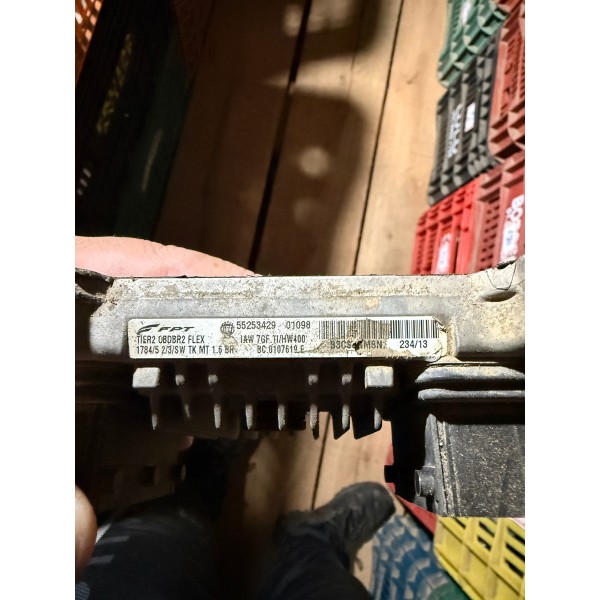 FPT
TIER2 OBDBR2 FLEX
1784/5 2/3/SW TK MT 1.6 BR
55253429 01098
IAW 7GF.TI/HW400
BC.0107619.E
234/13